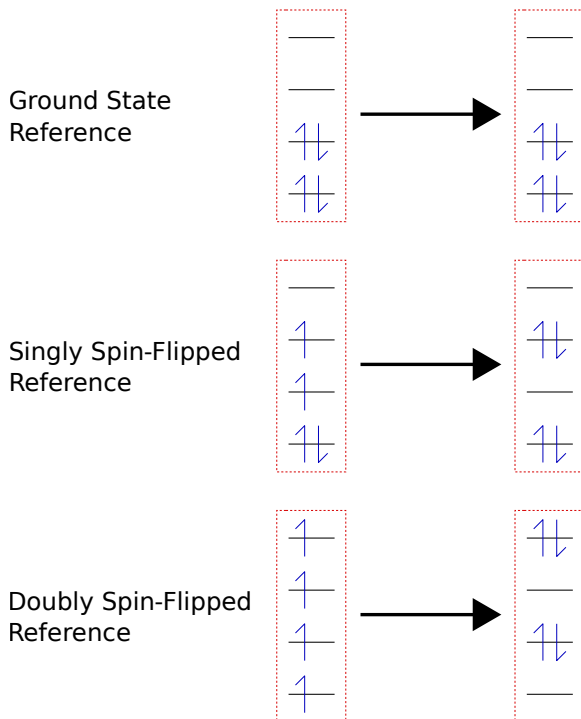 Ground State
Reference
Singly Spin-Flipped
Reference
Doubly Spin-Flipped
Reference